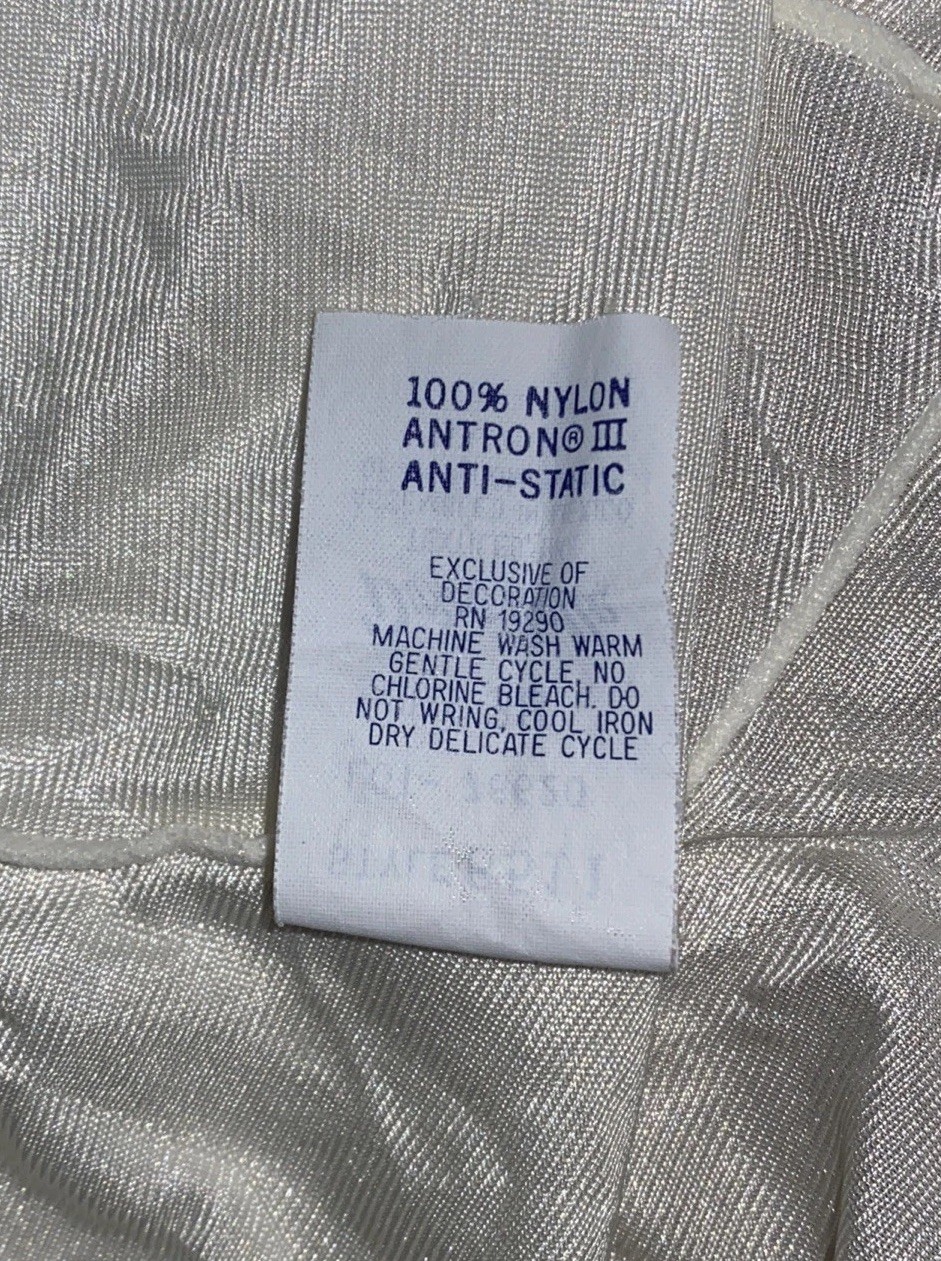 100% NYLON
ANTRON® III
ANTI-STATIC
EXCLUSIVE OF
DECORATION
RN 19290
MACHINE WASH WARM
GENTLE CYCLE, NO
CHLORINE BLEACH. DO
NOT WRING, COOL IRON
DRY DELICATE CYCLE